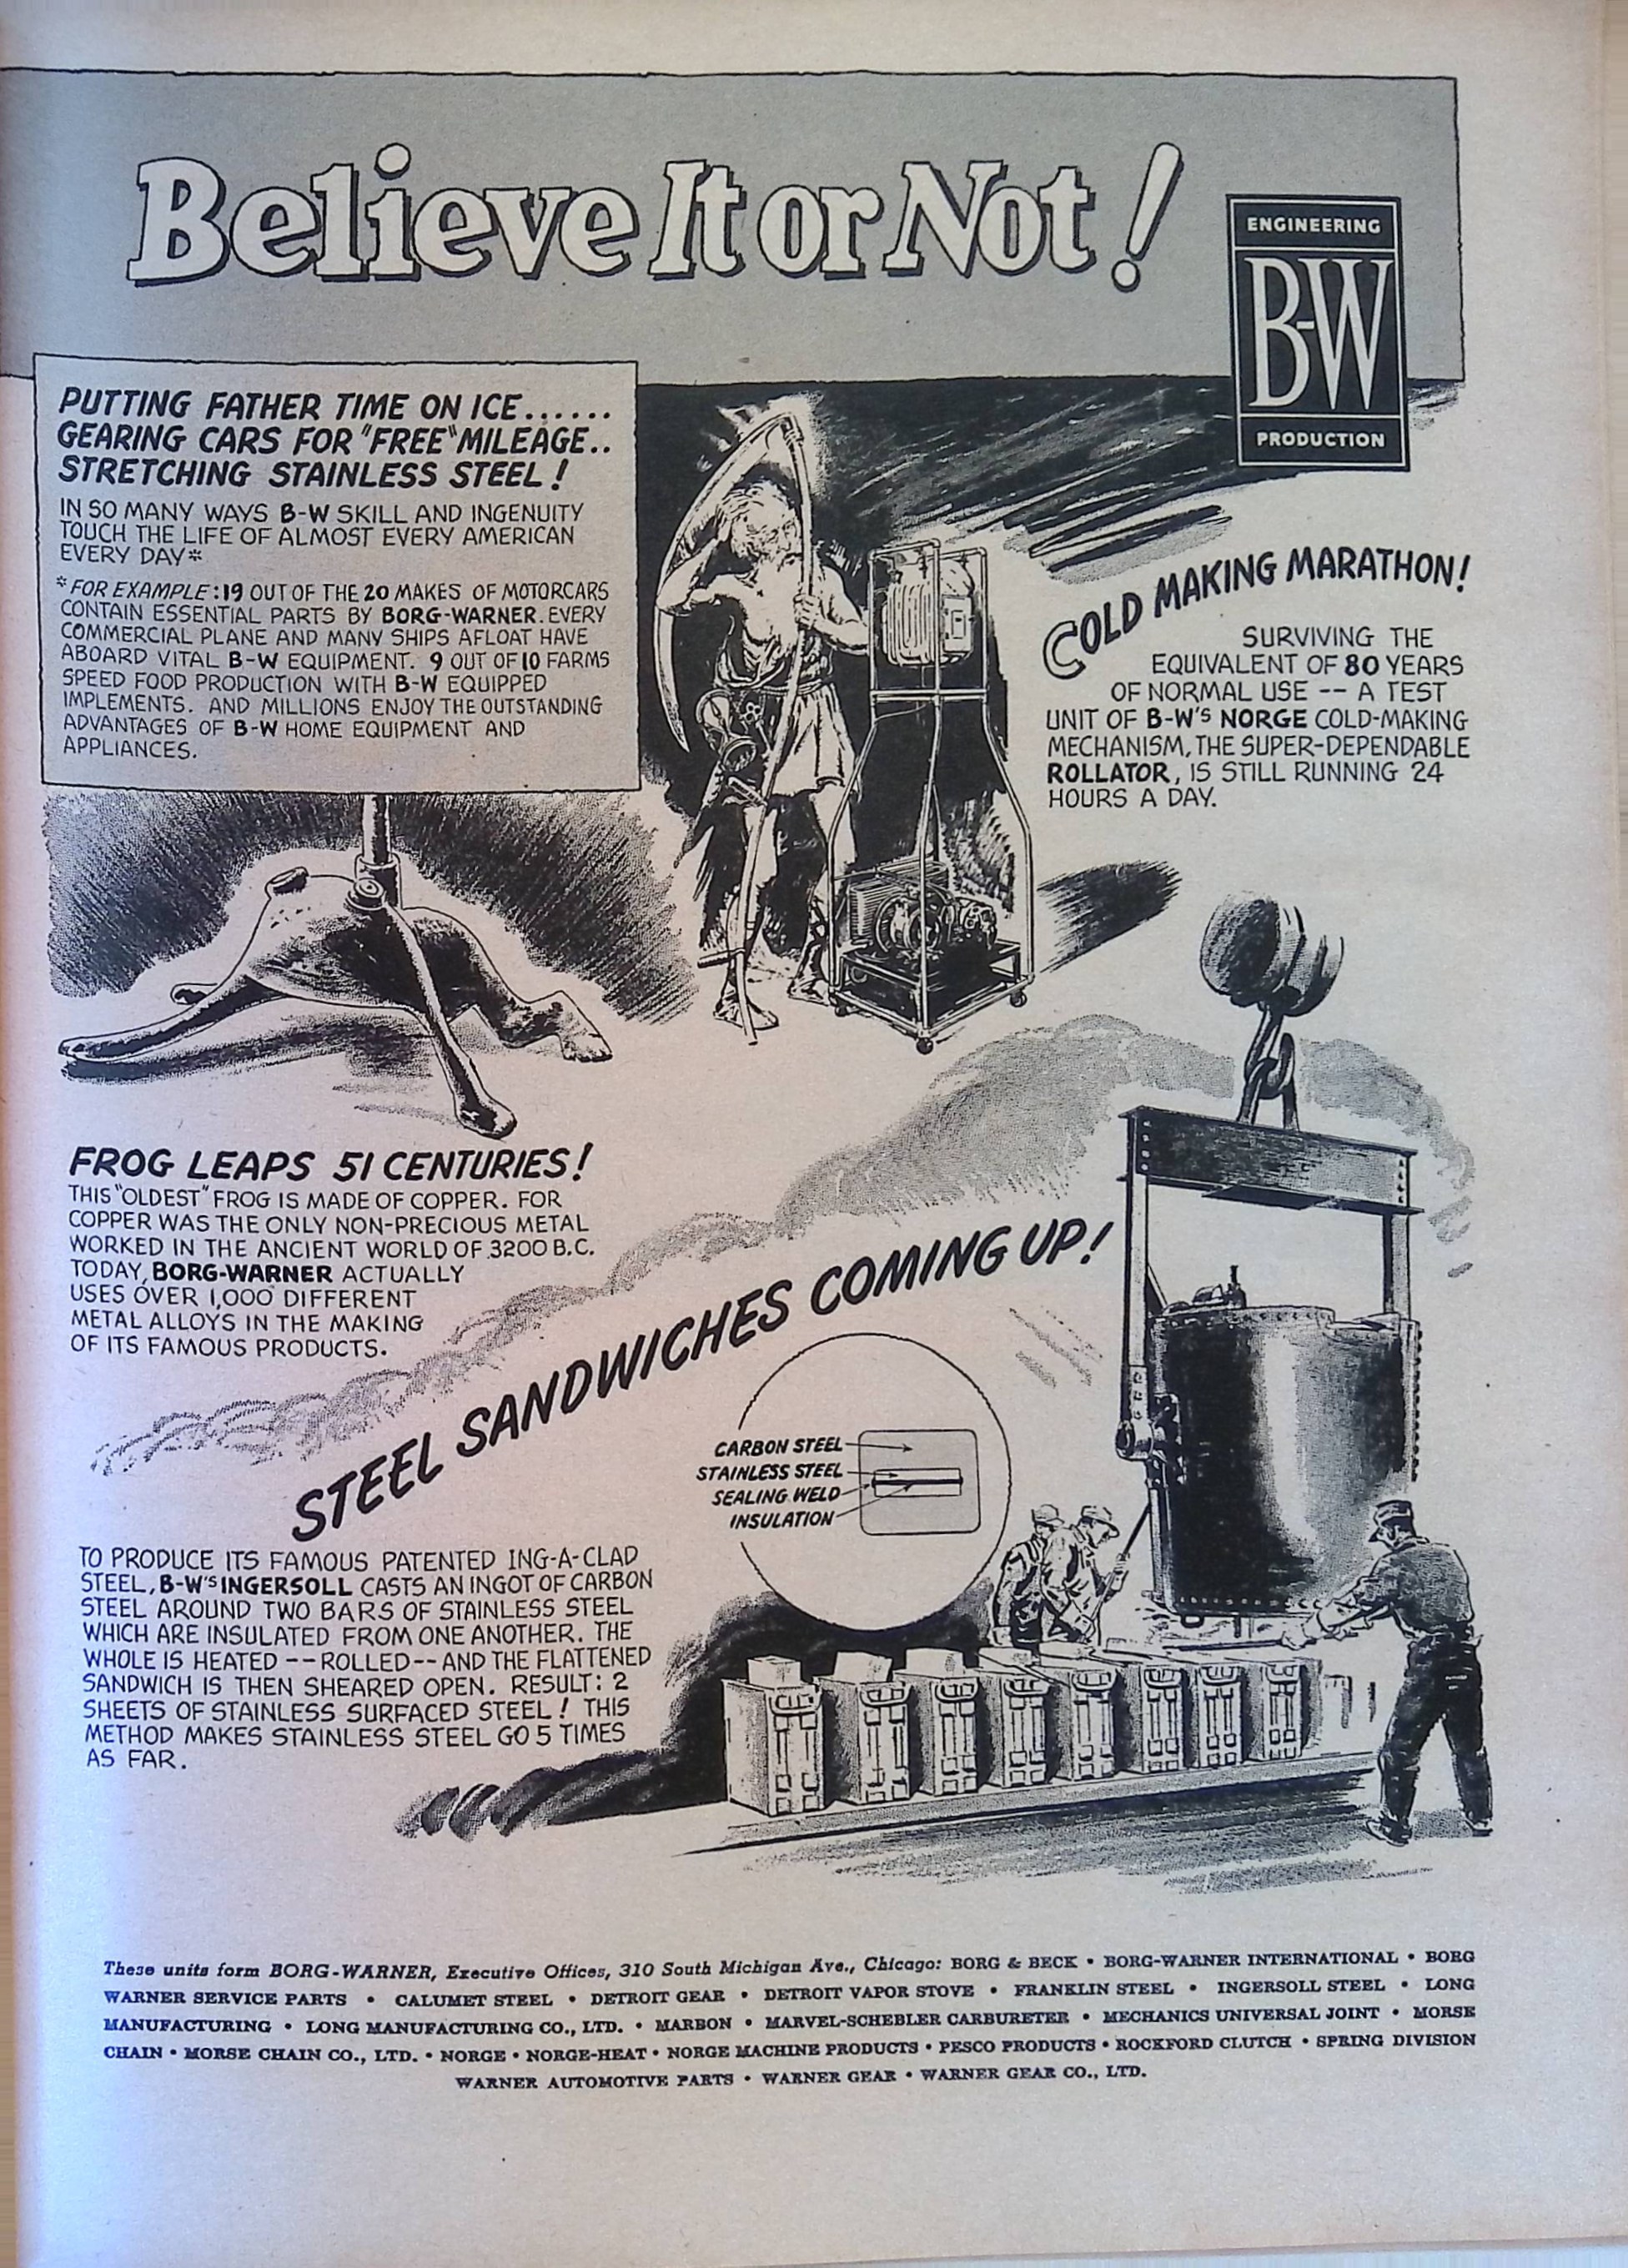 Believe It or Not!
ENGINEERING
B-W
PRODUCTION
PUTTING FATHER TIME ON ICE......
GEARING CARS FOR "FREE" MILEAGE..
STRETCHING STAINLESS STEEL!
IN SO MANY WAYS B-W SKILL AND INGENUITY
TOUCH THE LIFE OF ALMOST EVERY AMERICAN
EVERY DAY*
*FOR EXAMPLE: 19 OUT OF THE 20 MAKES OF MOTORCARS
CONTAIN ESSENTIAL PARTS BY BORG-WARNER. EVERY
COMMERCIAL PLANE AND MANY SHIPS AFLOAT HAVE
ABOARD VITAL B-W EQUIPMENT. 9 OUT OF 10 FARMS
SPEED FOOD PRODUCTION WITH B-W EQUIPPED
IMPLEMENTS. AND MILLIONS ENJOY THE OUTSTANDING
ADVANTAGES OF B-W HOME EQUIPMENT AND
APPLIANCES.
COLD MAKING MARATHON!
SURVIVING THE
EQUIVALENT OF 80 YEARS
OF NORMAL USE -- A TEST
UNIT OF B-W'S NORGE COLD-MAKING
MECHANISM, THE SUPER-DEPENDABLE
ROLLATOR, IS STILL RUNNING 24
HOURS A DAY.
FROG LEAPS 51 CENTURIES!
THIS "OLDEST" FROG IS MADE OF COPPER. FOR
COPPER WAS THE ONLY NON-PRECIOUS METAL
WORKED IN THE ANCIENT WORLD OF 3200 B.C.
TODAY, BORG-WARNER ACTUALLY
USES OVER 1,000 DIFFERENT
METAL ALLOYS IN THE MAKING
OF ITS FAMOUS PRODUCTS.
STEEL SANDWICHES COMING UP!
CARBON STEEL
STAINLESS STEEL
SEALING WELD
INSULATION
TO PRODUCE ITS FAMOUS PATENTED ING-A-CLAD
STEEL, B-W'S INGERSOLL CASTS AN INGOT OF CARBON
STEEL AROUND TWO BARS OF STAINLESS STEEL
WHICH ARE INSULATED FROM ONE ANOTHER. THE
WHOLE IS HEATED -- ROLLED -- AND THE FLATTENED
SANDWICH IS THEN SHEARED OPEN. RESULT: 2
SHEETS OF STAINLESS SURFACED STEEL! THIS
METHOD MAKES STAINLESS STEEL GO 5 TIMES
AS FAR.
These units form BORG-WARNER, Executive Offices, 310 South Michigan Ave., Chicago: BORG & BECK • BORG-WARNER INTERNATIONAL • BORG
WARNER SERVICE PARTS • CALUMET STEEL • DETROIT GEAR • DETROIT VAPOR STOVE • FRANKLIN STEEL • INGERSOLL STEEL • LONG
MANUFACTURING • LONG MANUFACTURING CO., LTD. • MARBON • MARVEL-SCHEBLER CARBURETER • MECHANICS UNIVERSAL JOINT • MORSE
CHAIN • MORSE CHAIN CO., LTD. • NORGE • NORGE-HEAT • NORGE MACHINE PRODUCTS • PESCO PRODUCTS • ROCKFORD CLUTCH • SPRING DIVISION
WARNER AUTOMOTIVE PARTS • WARNER GEAR • WARNER GEAR CO., LTD.